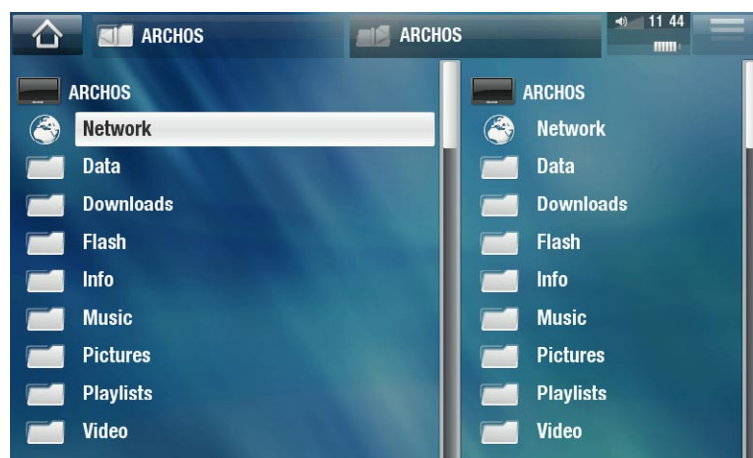 ARCHOS
ARCHOS
11 44
ARCHOS
Network
Data
Downloads
Flash
Info
Music
Pictures
Playlists
Video
ARCHOS
Network
Data
Downloads
Flash
Info
Music
Pictures
Playlists
Video